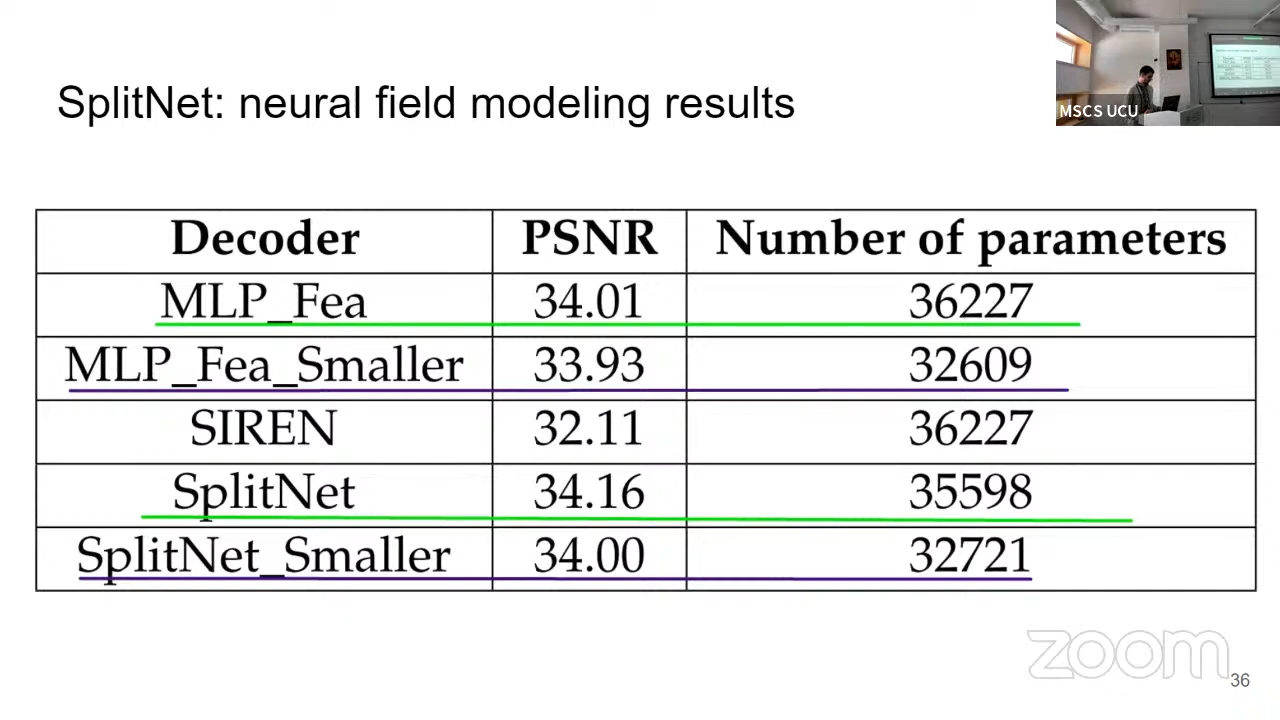 SplitNet: neural field modeling results
MSCS UCU
Decoder PSNR Number of parameters
MLP_Fea 34.01 36227
MLP_Fea_Smaller 33.93 32609
SIREN 32.11 36227
SplitNet 34.16 35598
SplitNet_Smaller 34.00 32721
zoom
36